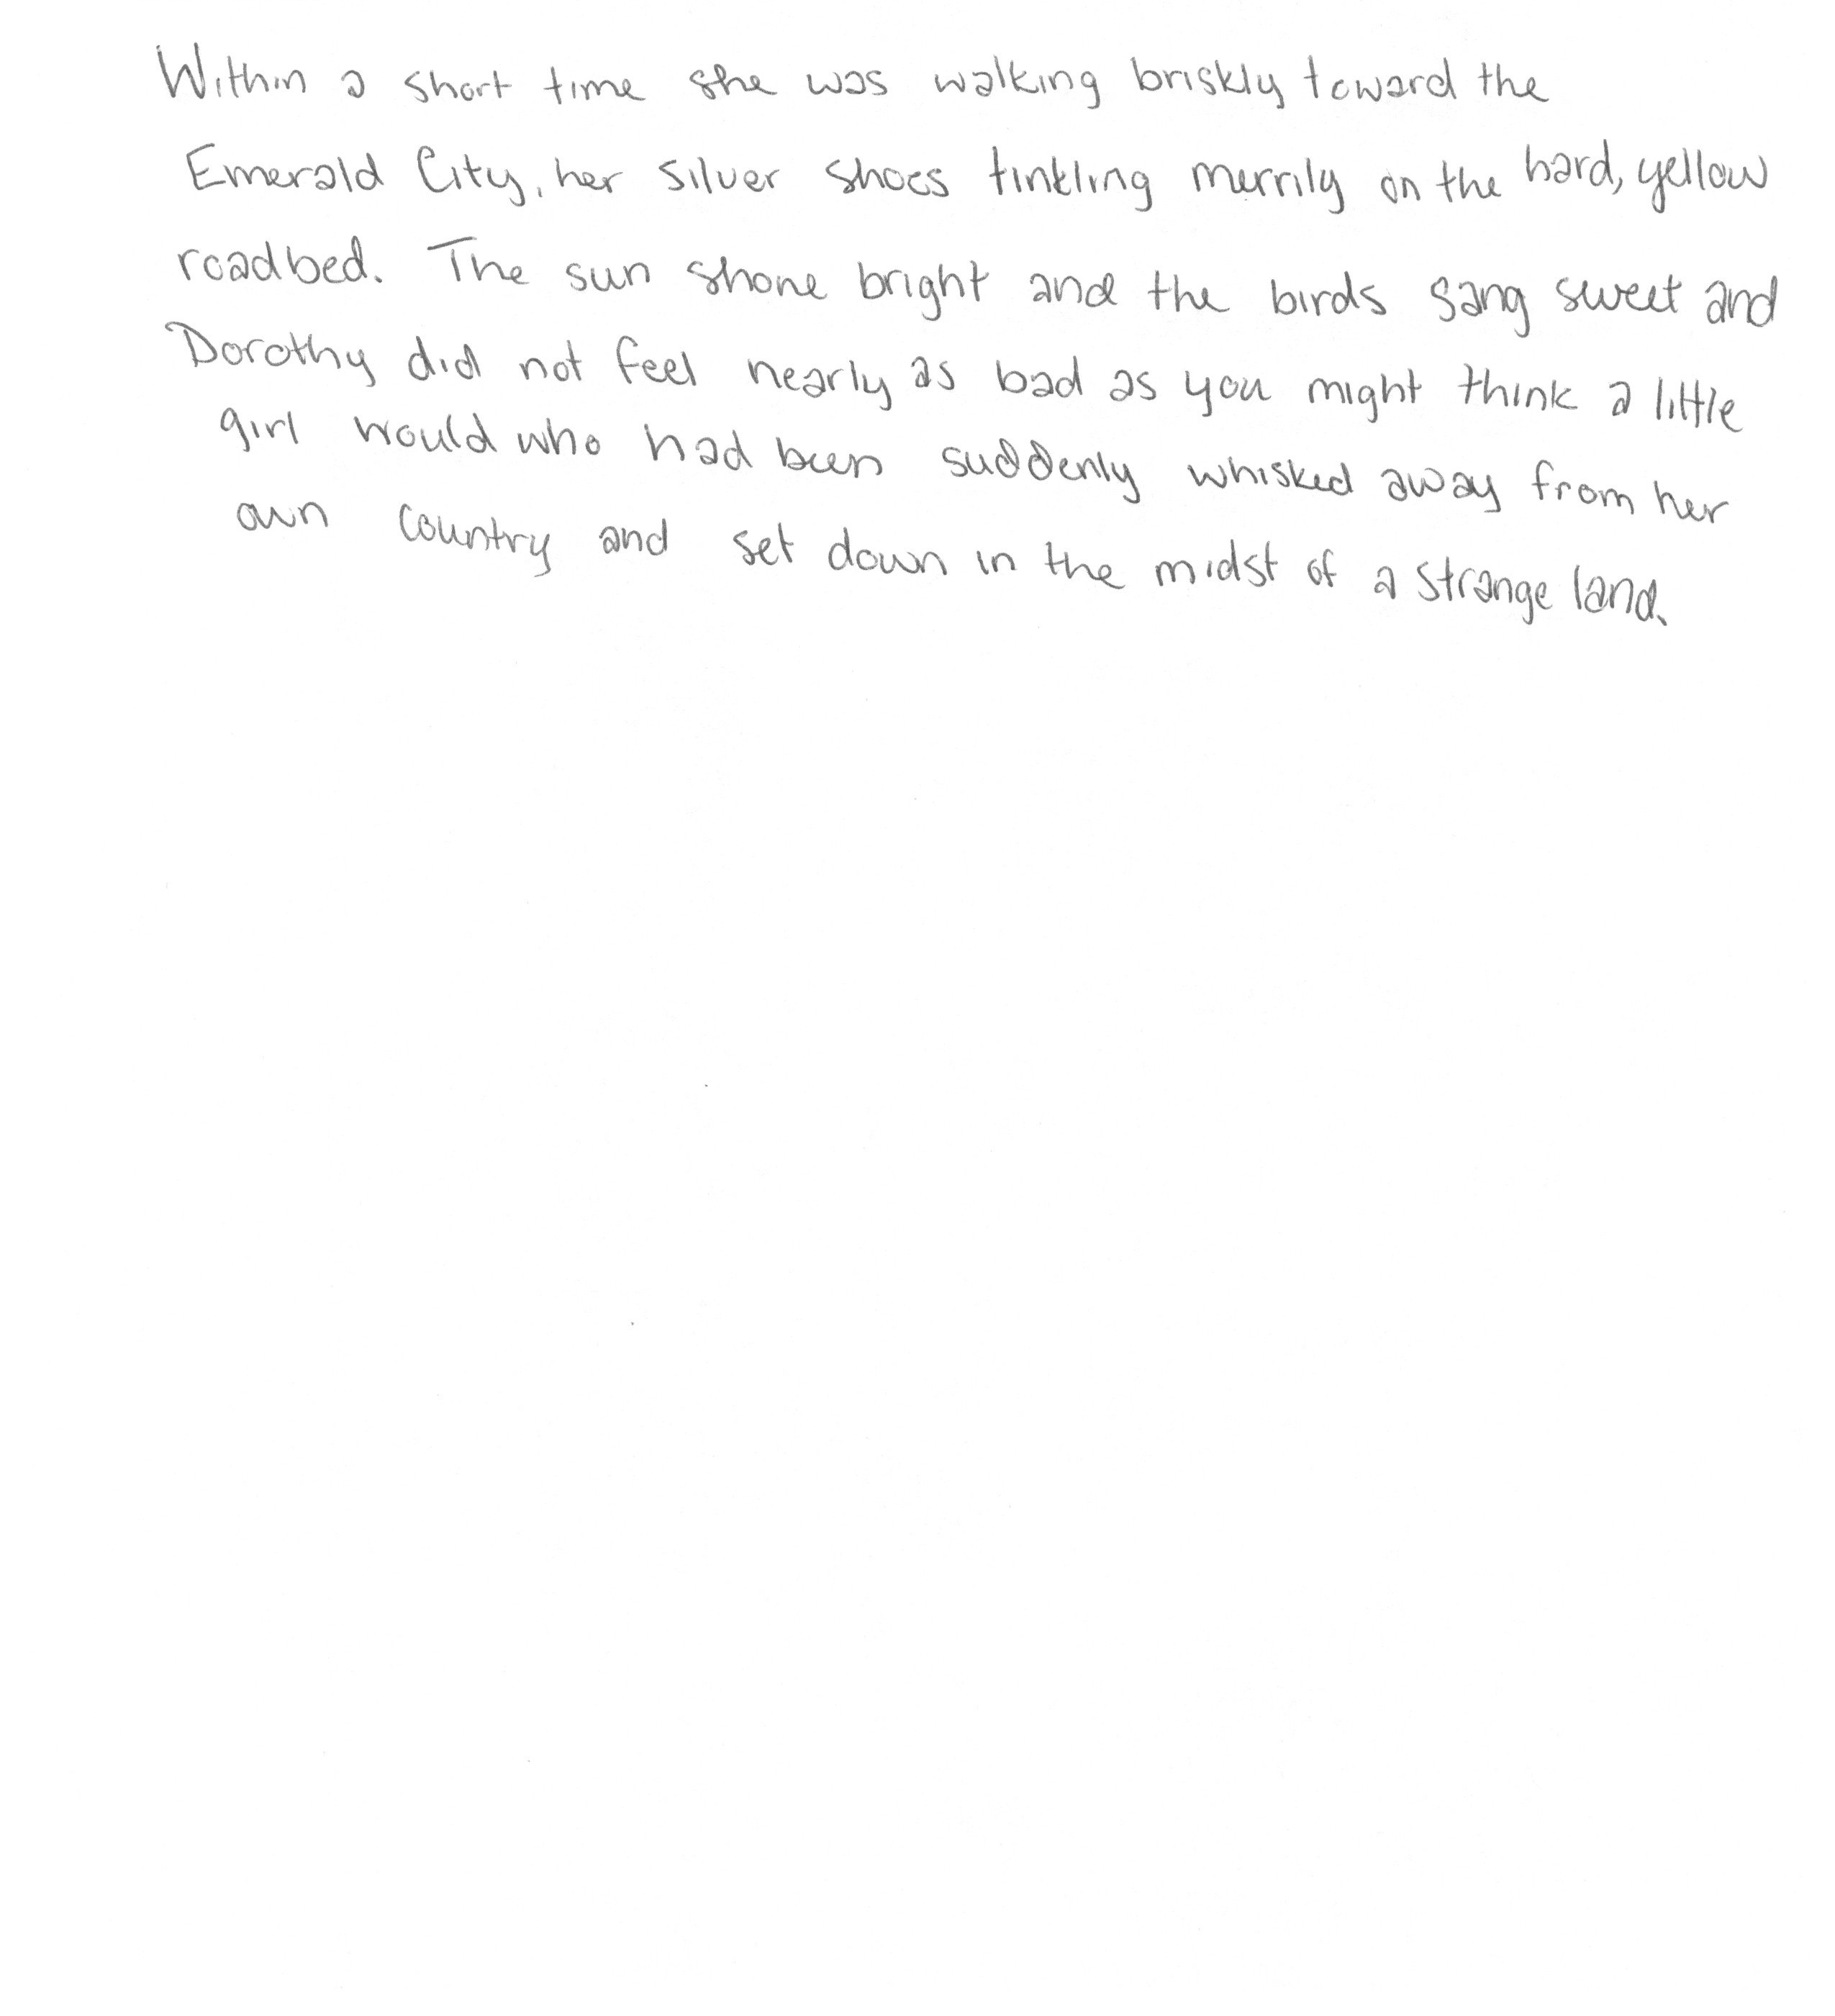 Within a short time she was walking briskly toward the
Emerald City, her silver shoes tinkling merrily on the hard, yellow
roadbed. The sun shone bright and the birds sang sweet and
Dorothy did not feel nearly as bad as you might think a little
girl would who had been suddenly whisked away from her
own country and set down in the midst of a strange land.